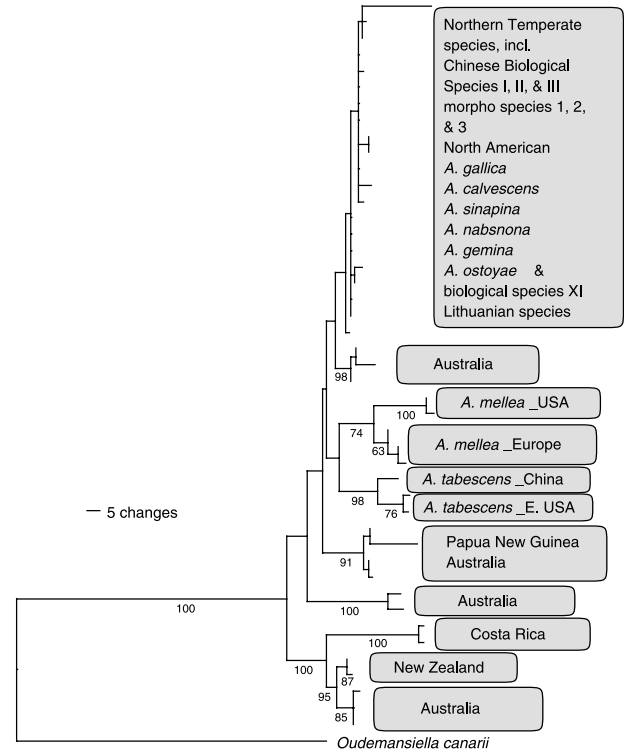 Northern Temperate
species, incl.
Chinese Biological
Species I, II, & III
morpho species 1, 2,
& 3
North American
A. gallica
A. calvescens
A. sinapina
A. nabsnona
A. gemina
A. ostoyae &
biological species XI
Lithuanian species
98
Australia
A. mellea _USA
100
74
A. mellea _Europe
63
A. tabescens _China
98
A. tabescens _E. USA
76
5 changes
Papua New Guinea
Australia
91
Australia
100
100
Costa Rica
100
100
New Zealand
87
95
Australia
85
Oudemansiella canarii